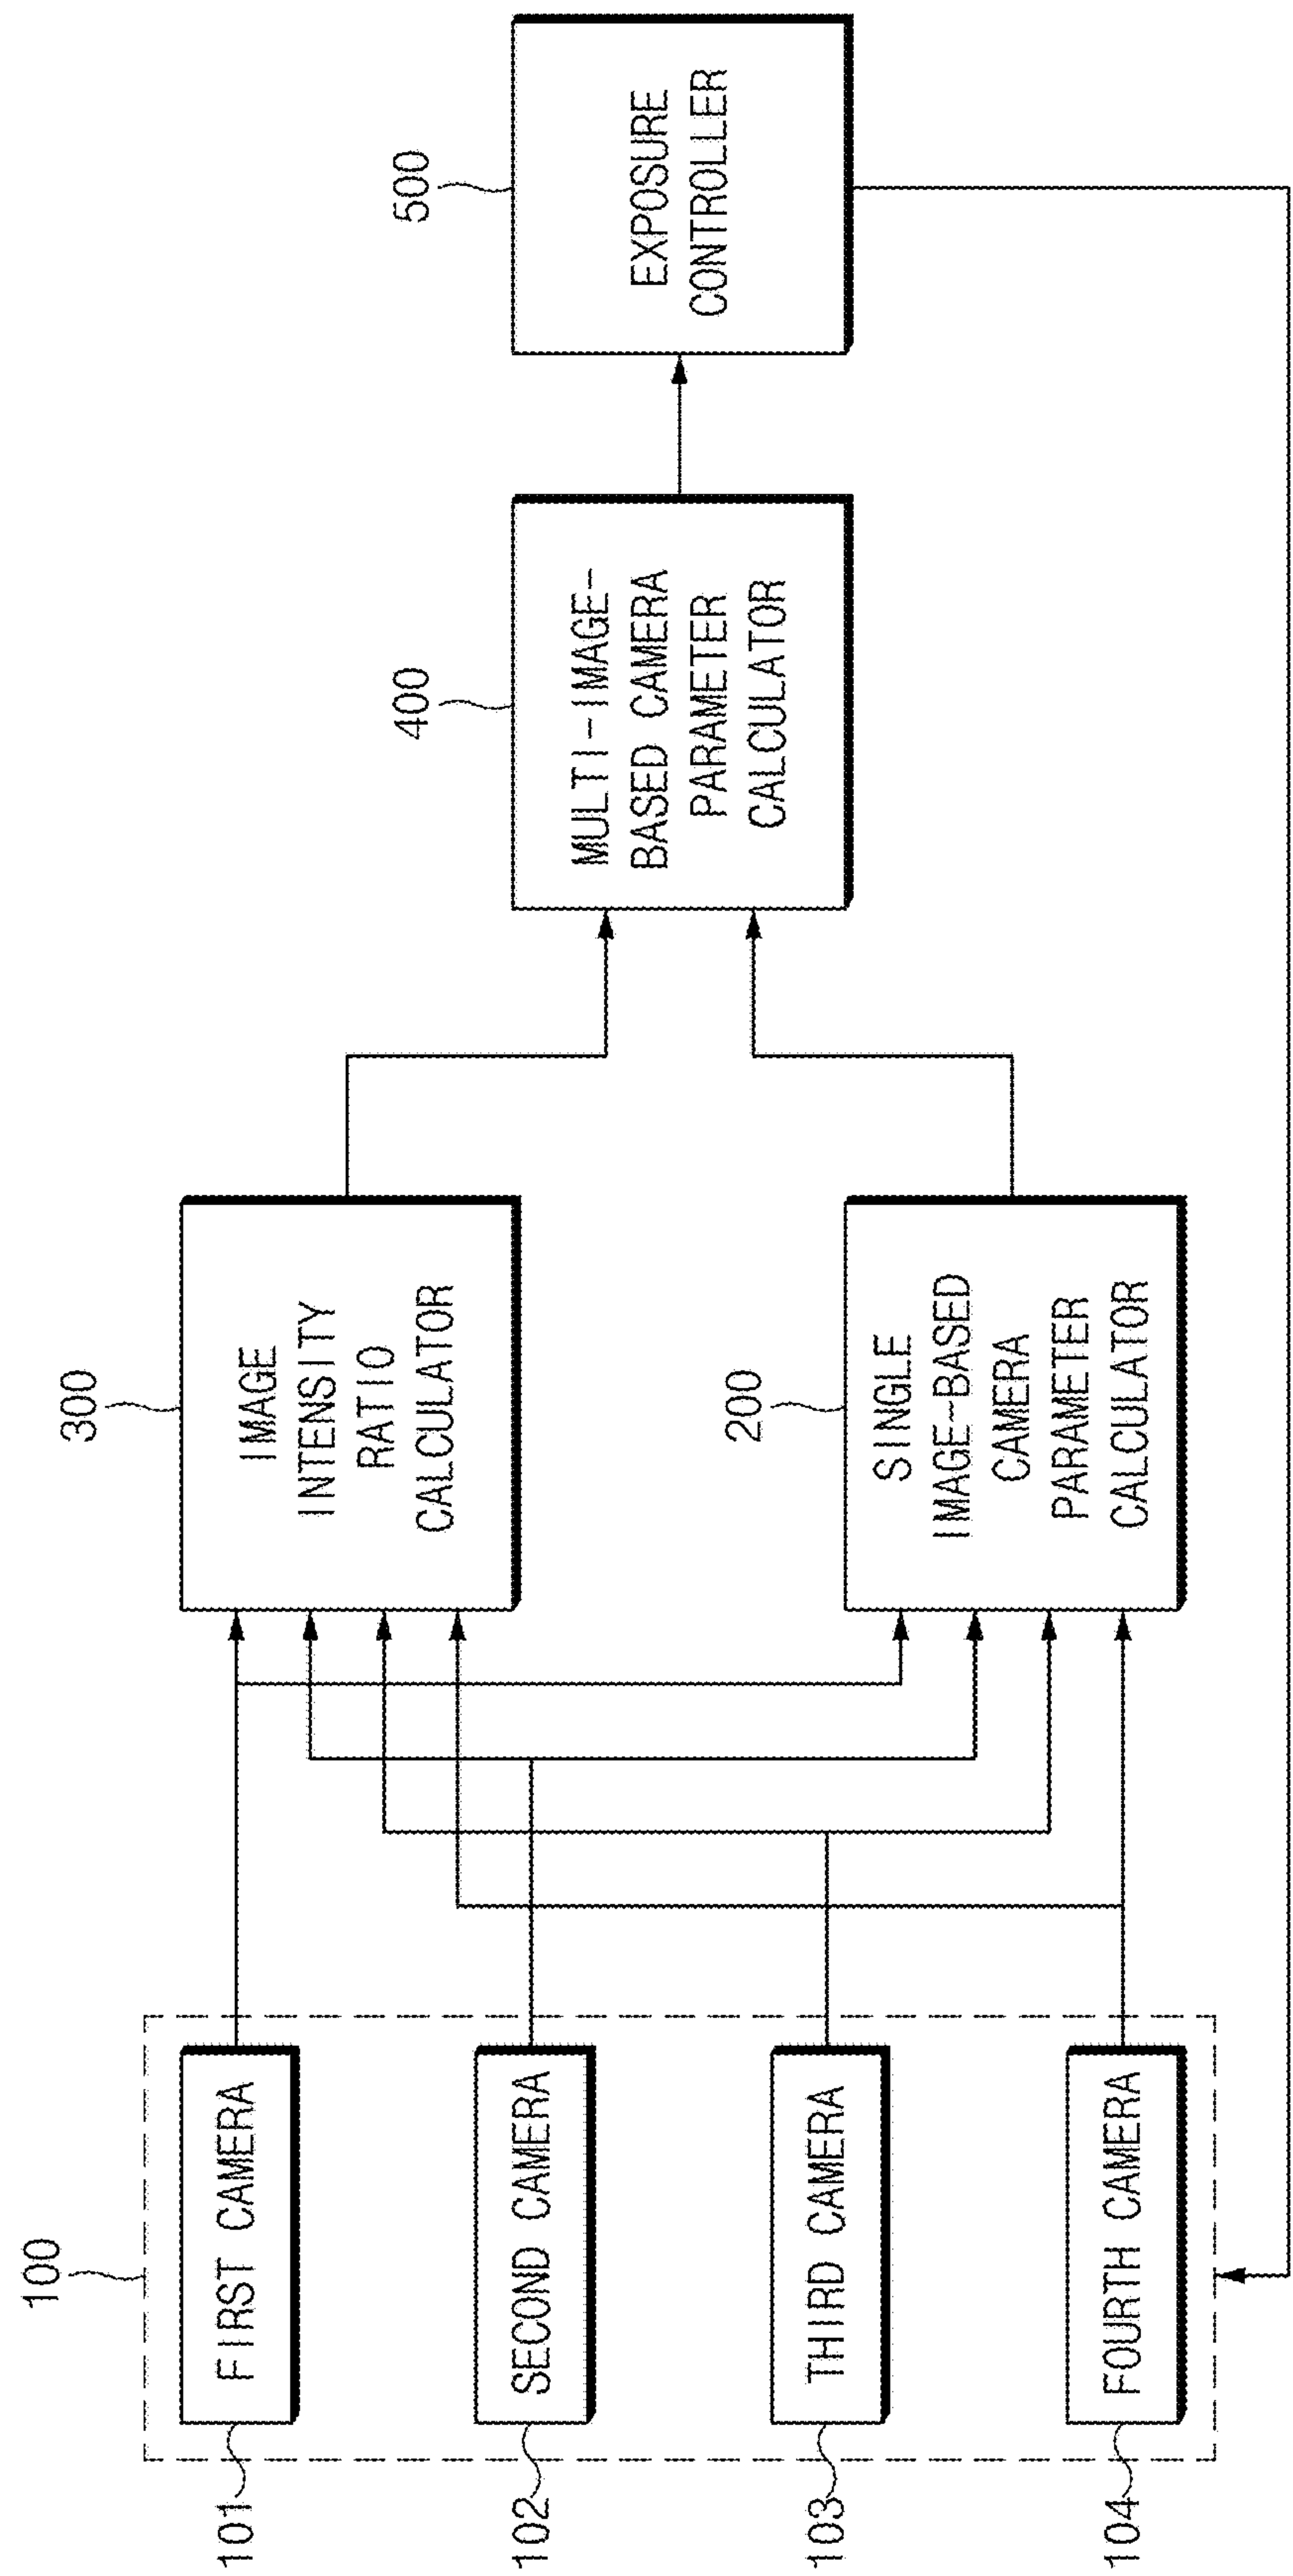 100
101
FIRST CAMERA
102
SECOND CAMERA
103
THIRD CAMERA
104
FOURTH CAMERA
300
IMAGE
INTENSITY
RATIO
CALCULATOR
200
SINGLE
IMAGE-BASED
CAMERA
PARAMETER
CALCULATOR
400
MULTI-IMAGE-
BASED CAMERA
PARAMETER
CALCULATOR
500
EXPOSURE
CONTROLLER